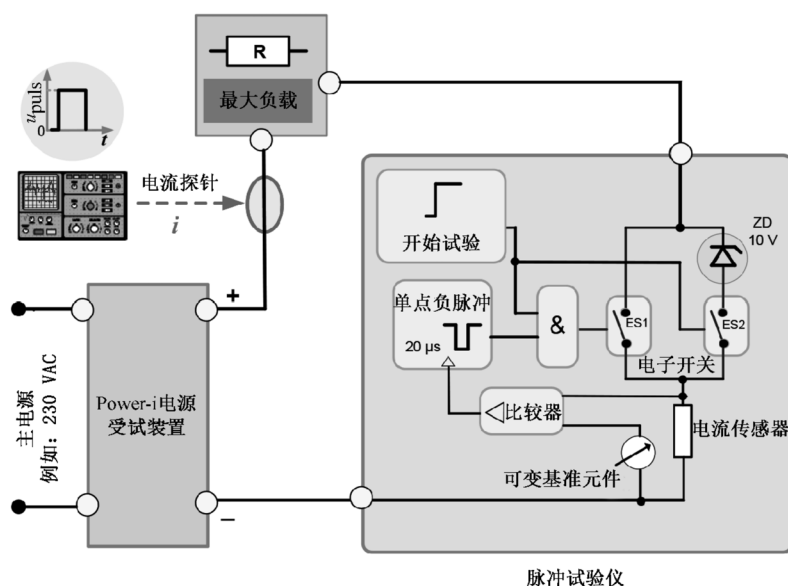 R
最大负载
u puls
0
t
电流探针
i
开始试验
ZD
10 V
单点负脉冲
20 μs
&
ES1
ES2
电子开关
比较器
电流传感器
可变基准元件
+
主电源
例如：230 VAC
Power-i电源
受试装置
−
脉冲试验仪